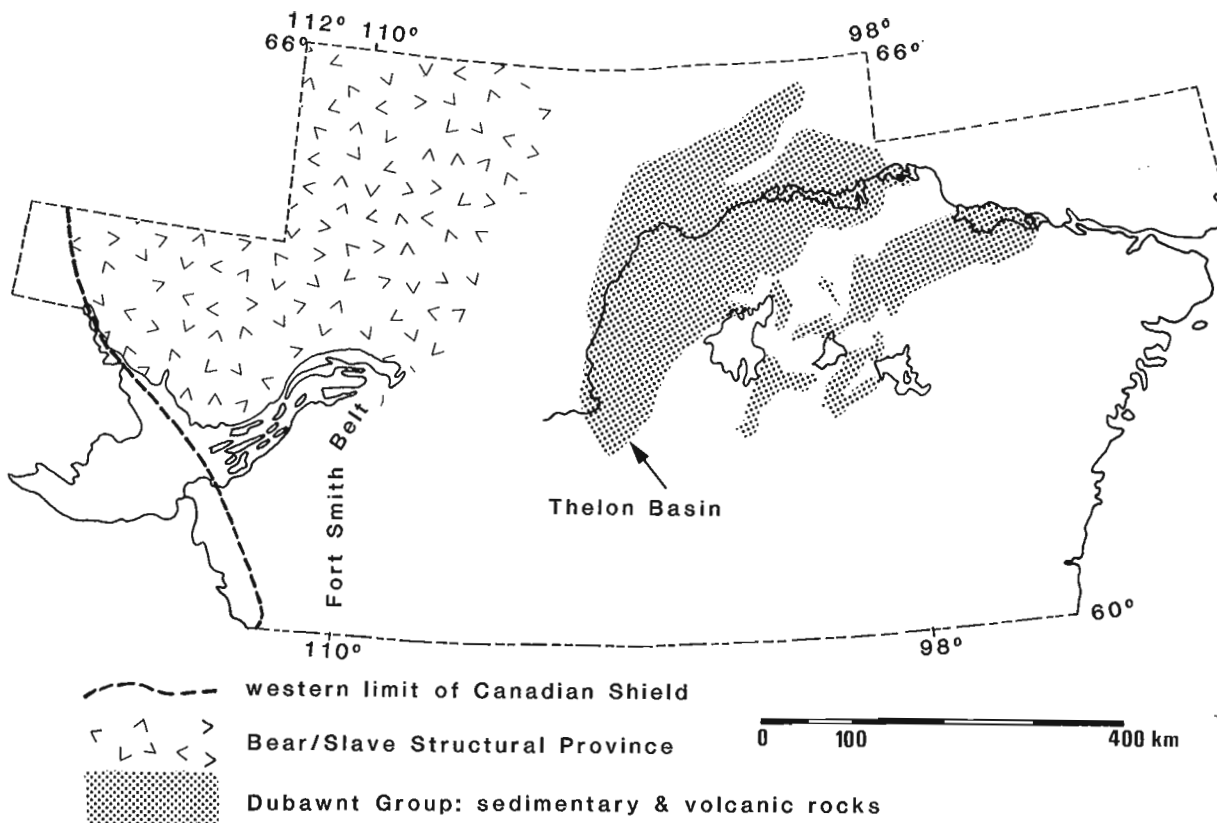 112° 110° 98°
66° 66°
Fort Smith Belt
Thelon Basin
60°
110° 98°
western limit of Canadian Shield
Bear/Slave Structural Province
0 100 400 km
Dubawnt Group: sedimentary & volcanic rocks